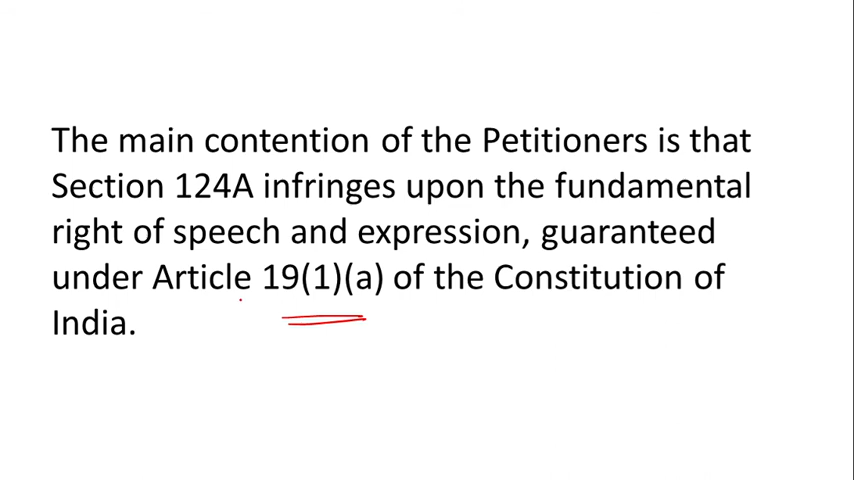 The main contention of the Petitioners is that
Section 124A infringes upon the fundamental
right of speech and expression, guaranteed
under Article 19(1)(a) of the Constitution of
India.